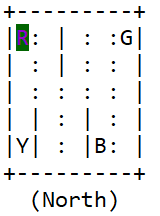 +---------+
|R: | : :G|
| : | : : |
| : : : : |
| | : | : |
|Y| : |B: |
+---------+
(North)